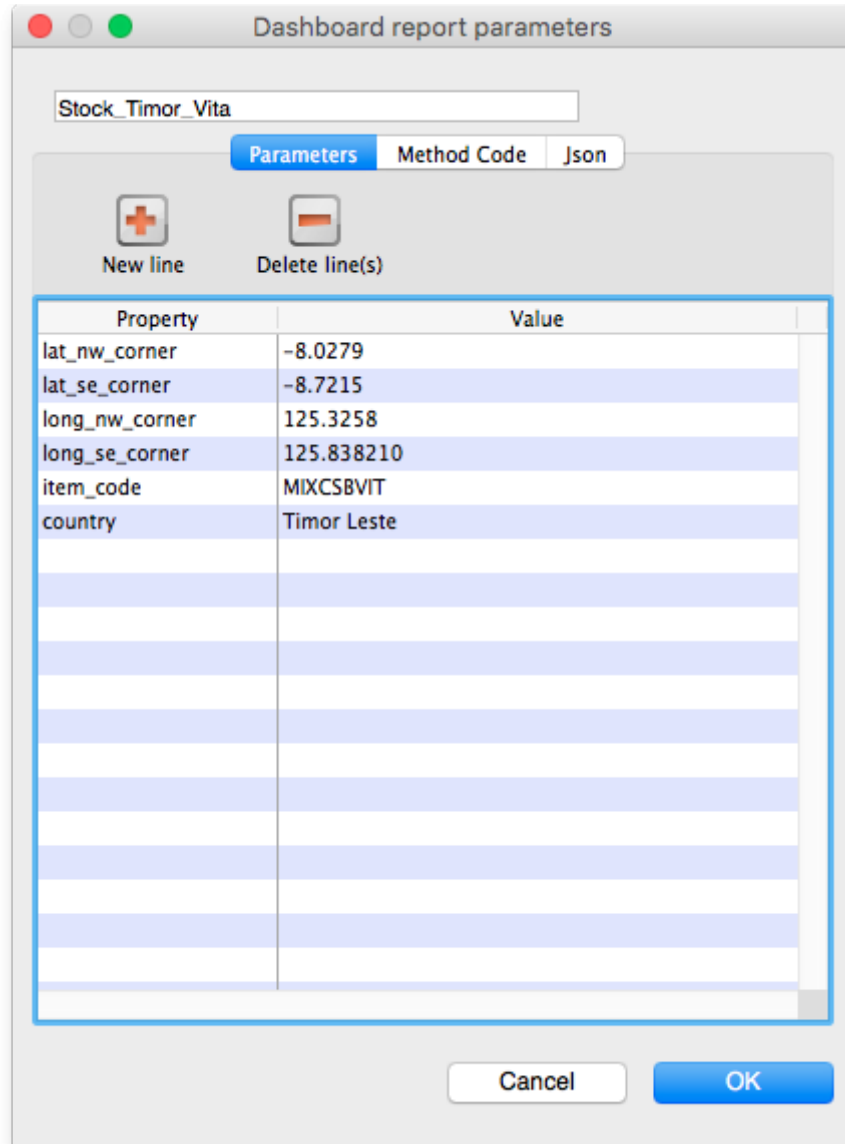 Dashboard report parameters
Stock_Timor_Vita
Parameters Method Code Json
New line Delete line(s)
Property Value
lat_nw_corner -8.0279
lat_se_corner -8.7215
long_nw_corner 125.3258
long_se_corner 125.838210
item_code MIXCSBVIT
country Timor Leste
Cancel OK